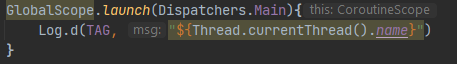 GlobalScope.launch(Dispatchers.Main){ this: CoroutineScope
Log.d(TAG, msg: "${Thread.currentThread().name}")
}